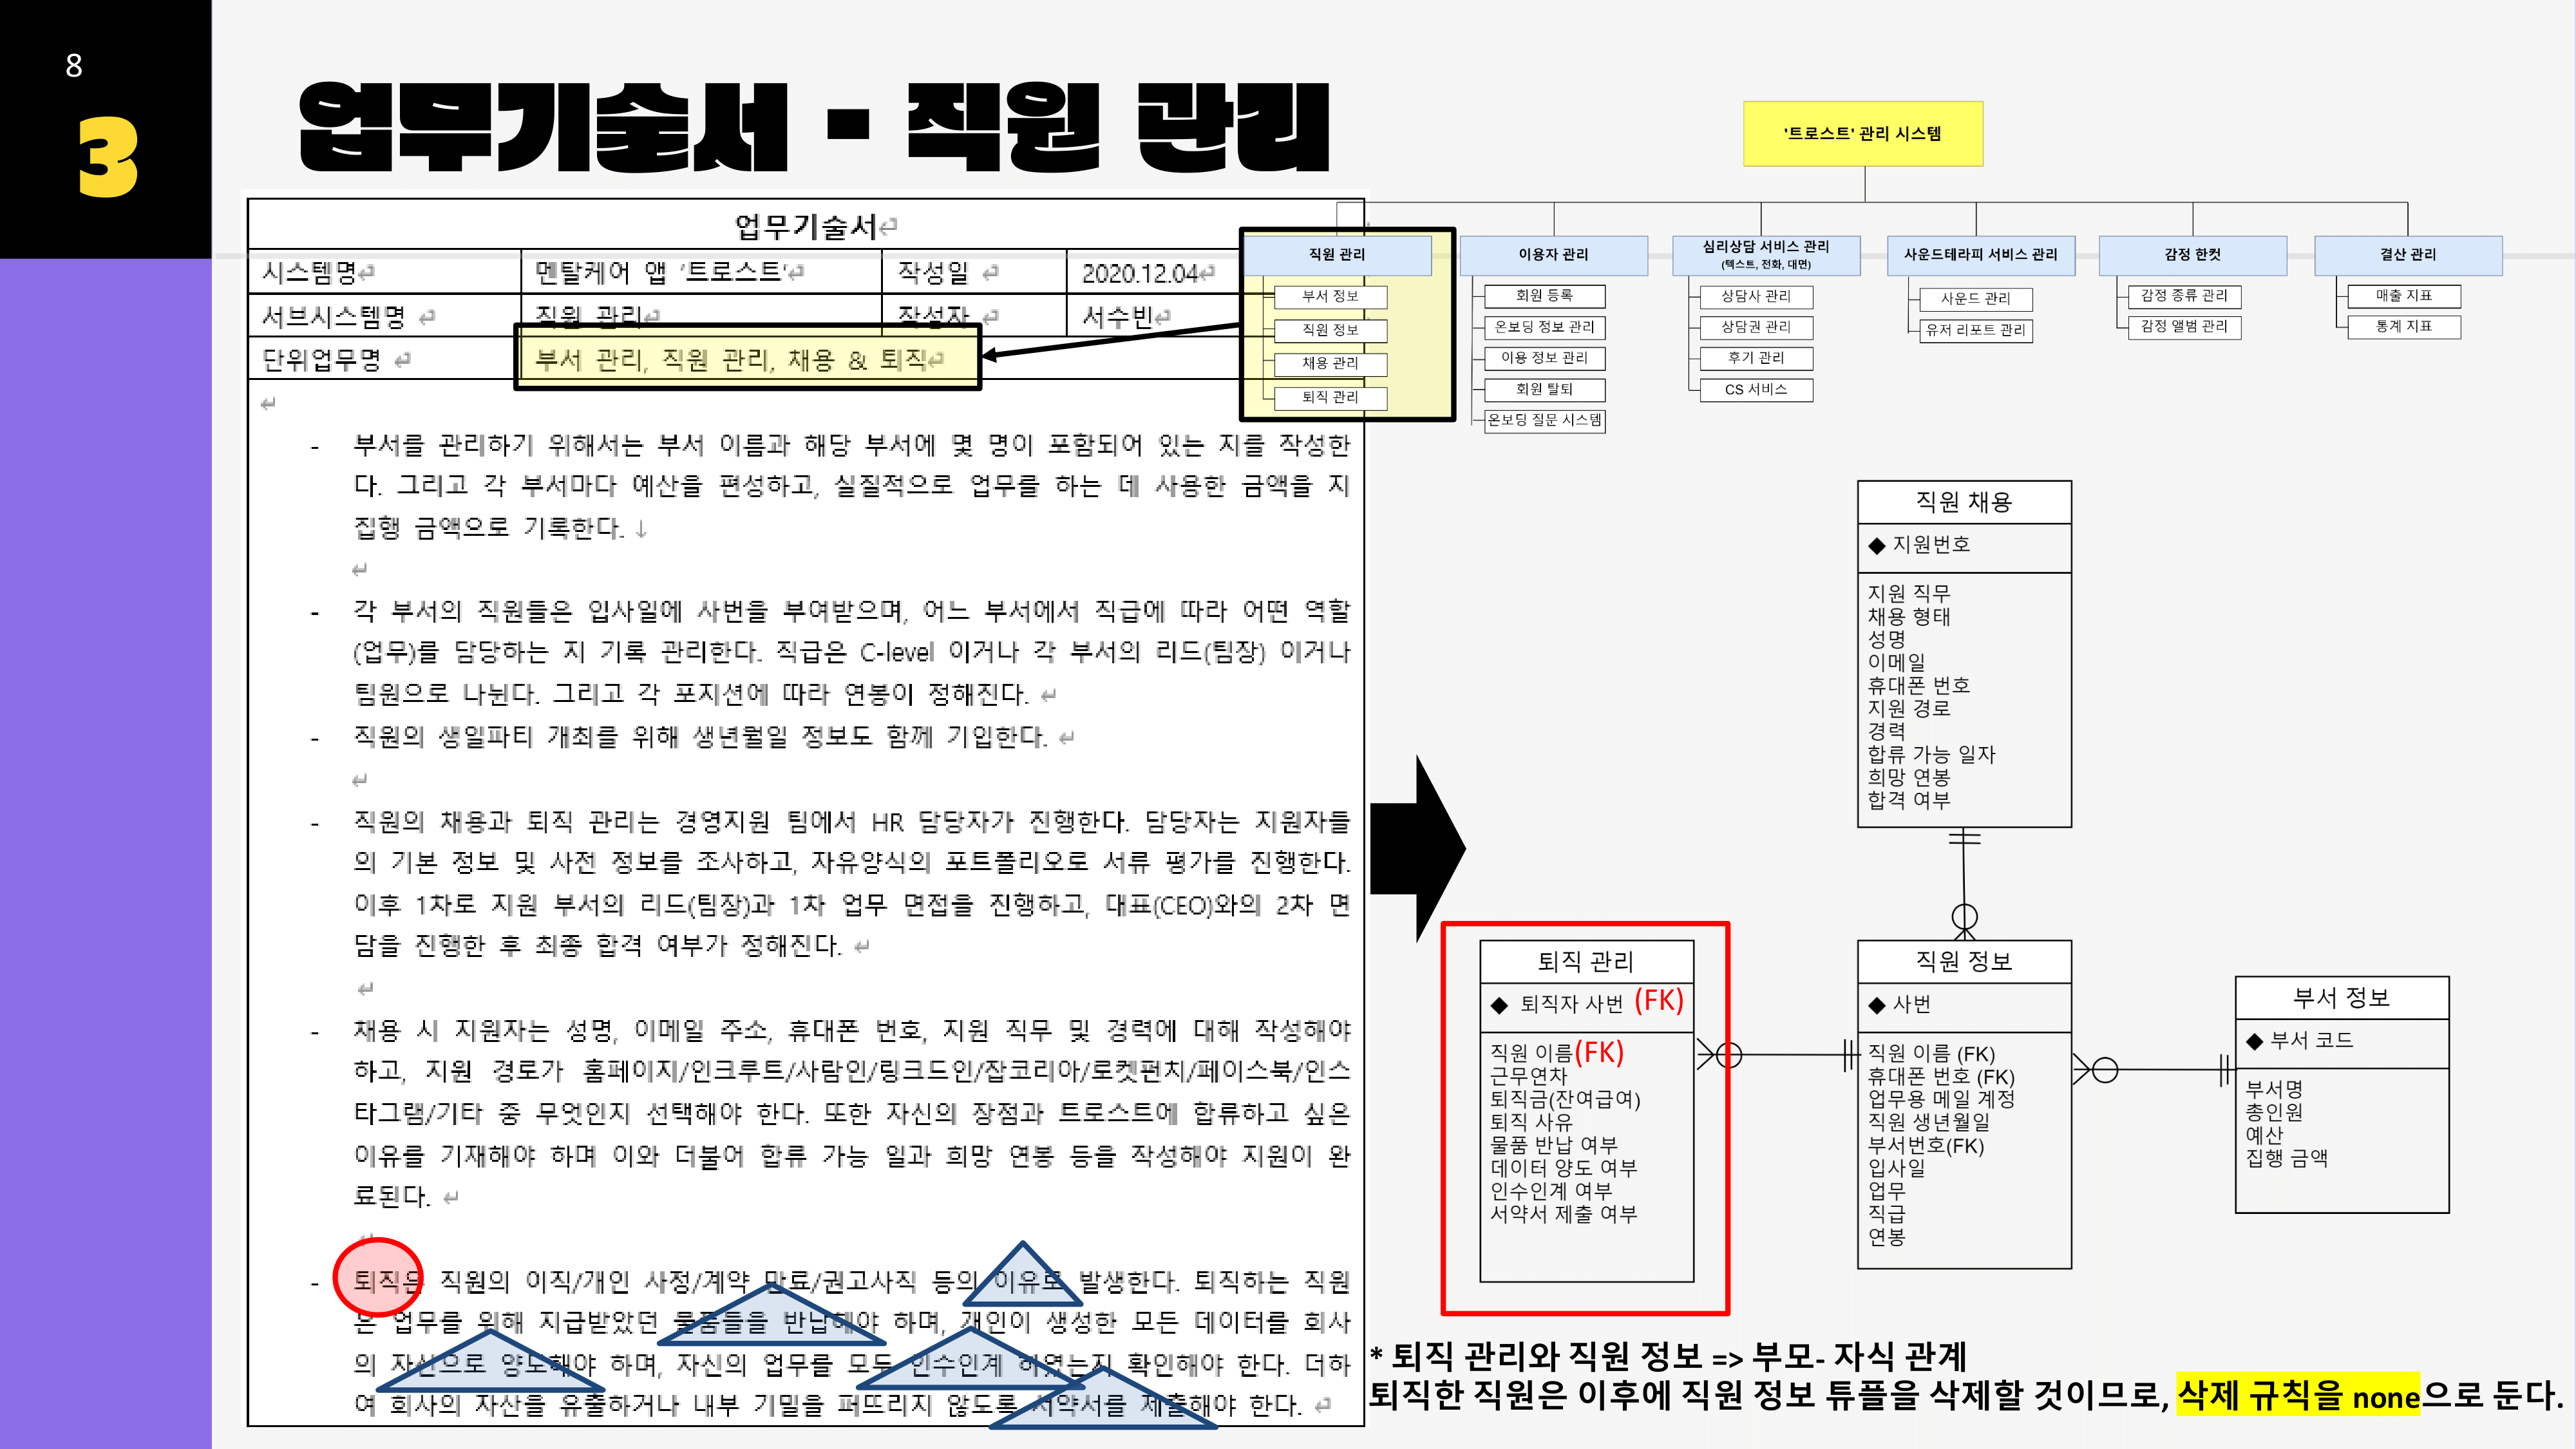 8
3
업무기술서 - 직원 관리
업무기술서
시스템명 멘탈케어 앱 '트로스트' 작성일 2020.12.04
서브시스템명 직원 관리 작성자 서수빈
단위업무명 부서 관리, 직원 관리, 채용 & 퇴직
- 부서를 관리하기 위해서는 부서 이름과 해당 부서에 몇 명이 포함되어 있는 지를 작성한
다. 그리고 각 부서마다 예산을 편성하고, 실질적으로 업무를 하는 데 사용한 금액을 지
집행 금액으로 기록한다.
- 각 부서의 직원들은 입사일에 사번을 부여받으며, 어느 부서에서 직급에 따라 어떤 역할
(업무)를 담당하는 지 기록 관리한다. 직급은 C-level 이거나 각 부서의 리드(팀장) 이거나
팀원으로 나뉜다. 그리고 각 포지션에 따라 연봉이 정해진다.
- 직원의 생일파티 개최를 위해 생년월일 정보도 함께 기입한다.
- 직원의 채용과 퇴직 관리는 경영지원 팀에서 HR 담당자가 진행한다. 담당자는 지원자들
의 기본 정보 및 사전 정보를 조사하고, 자유양식의 포트폴리오로 서류 평가를 진행한다.
이후 1차로 지원 부서의 리드(팀장)과 1차 업무 면접을 진행하고, 대표(CEO)와의 2차 면
담을 진행한 후 최종 합격 여부가 정해진다.
- 채용 시 지원자는 성명, 이메일 주소, 휴대폰 번호, 지원 직무 및 경력에 대해 작성해야
하고, 지원 경로가 홈페이지/인크루트/사람인/링크드인/잡코리아/로켓펀치/페이스북/인스
타그램/기타 중 무엇인지 선택해야 한다. 또한 자신의 장점과 트로스트에 합류하고 싶은
이유를 기재해야 하며 이와 더불어 합류 가능 일과 희망 연봉 등을 작성해야 지원이 완
료된다.
- 퇴직은 직원의 이직/개인 사정/계약 만료/권고사직 등의 이유로 발생한다. 퇴직하는 직원
은 업무를 위해 지급받았던 물품들을 반납해야 하며, 개인이 생성한 모든 데이터를 회사
의 자산으로 양도해야 하며, 자신의 업무를 모두 인수인계 하였는지 확인해야 한다. 더하
여 회사의 자산을 유출하거나 내부 기밀을 퍼뜨리지 않도록 서약서를 제출해야 한다.
'트로스트' 관리 시스템
직원 관리
부서 정보
직원 정보
채용 관리
퇴직 관리
이용자 관리
회원 등록
온보딩 정보 관리
이용 정보 관리
회원 탈퇴
온보딩 질문 시스템
심리상담 서비스 관리
(텍스트, 전화, 대면)
상담사 관리
상담권 관리
후기 관리
CS 서비스
사운드테라피 서비스 관리
사운드 관리
유저 리포트 관리
감정 한컷
감정 종류 관리
감정 앨범 관리
결산 관리
매출 지표
통계 지표
직원 채용
◆ 지원번호
지원 직무
채용 형태
성명
이메일
휴대폰 번호
지원 경로
경력
합류 가능 일자
희망 연봉
합격 여부
퇴직 관리
◆ 퇴직자 사번 (FK)
직원 이름(FK)
근무연차
퇴직금(잔여급여)
퇴직 사유
물품 반납 여부
데이터 양도 여부
인수인계 여부
서약서 제출 여부
직원 정보
◆ 사번
직원 이름 (FK)
휴대폰 번호 (FK)
업무용 메일 계정
직원 생년월일
부서번호(FK)
입사일
업무
직급
연봉
부서 정보
◆ 부서 코드
부서명
총인원
예산
집행 금액
* 퇴직 관리와 직원 정보 => 부모- 자식 관계
퇴직한 직원은 이후에 직원 정보 튜플을 삭제할 것이므로, 삭제 규칙을 none으로 둔다.